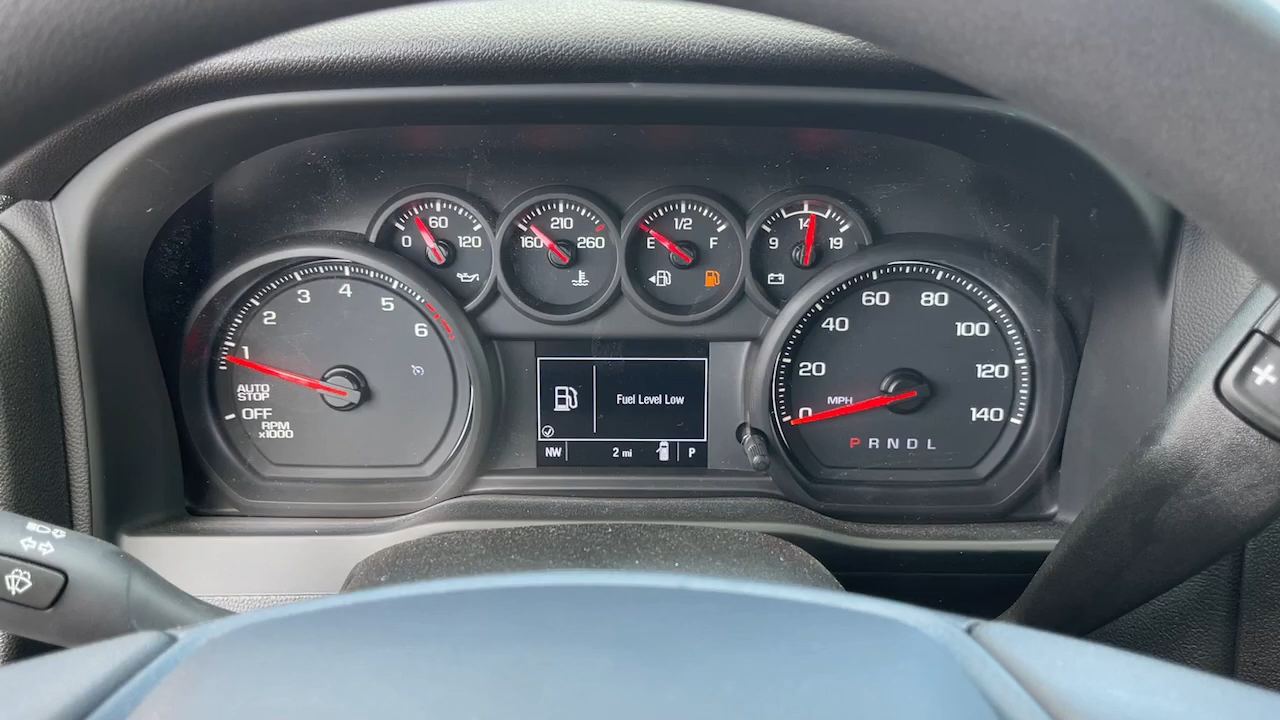 60
0 120
210
160 260
1/2
E F
14
9 19
1 2 3 4 5 6
AUTO
STOP
OFF
RPM
x1000
Fuel Level Low
NW 2 mi P
0 20 40 60 80 100 120 140
MPH
P R N D L